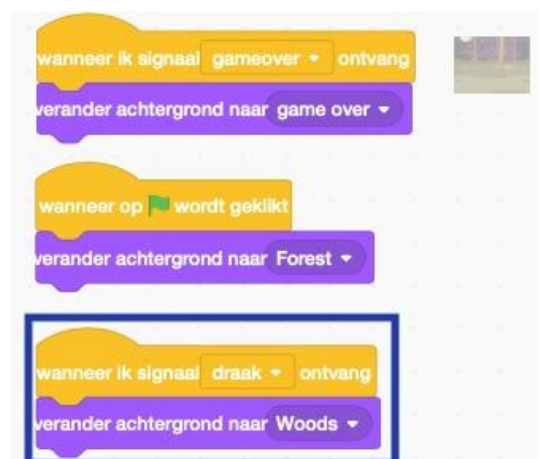 wanneer ik signaal gameover ontvang
verander achtergrond naar game over
wanneer op wordt geklikt
verander achtergrond naar Forest
wanneer ik signaal draak ontvang
verander achtergrond naar Woods